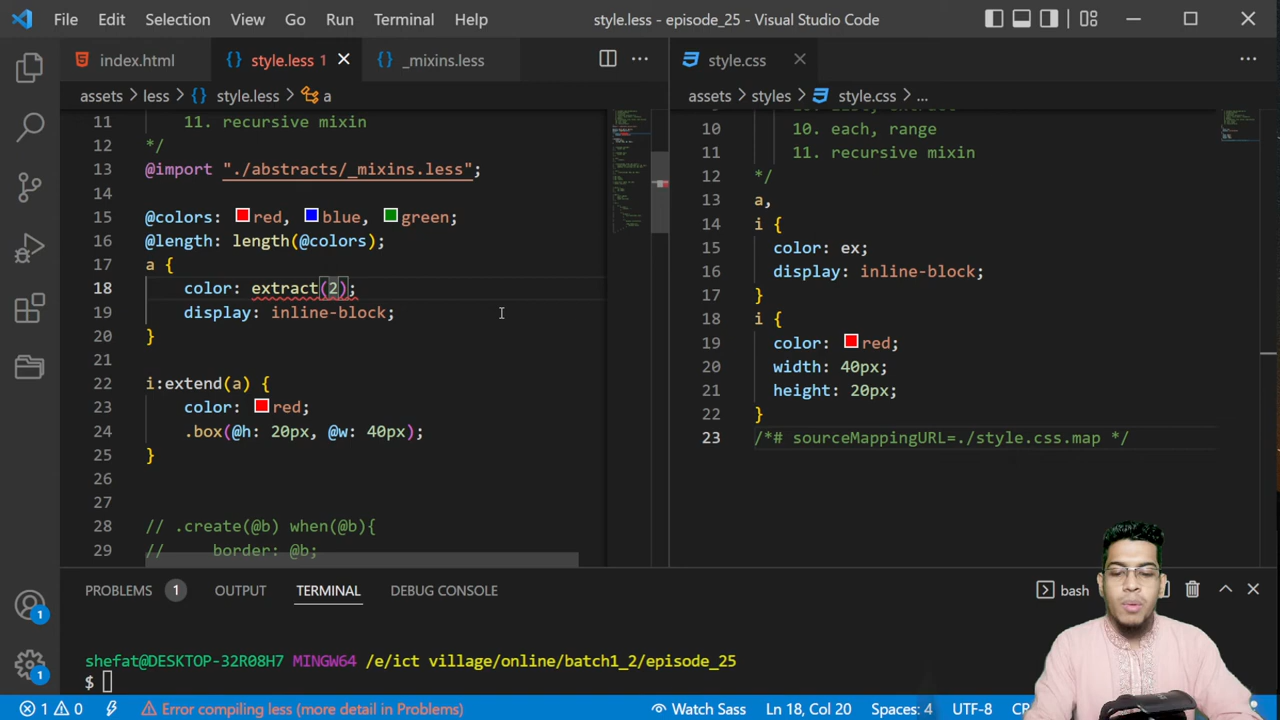 File Edit Selection View Go Run Terminal Help style.less - episode_25 - Visual Studio Code
index.html style.less 1 _mixins.less
assets > less > style.less > a
11 11. recursive mixin
12 */
13 @import "./abstracts/_mixins.less";
14
15 @colors: red, blue, green;
16 @length: length(@colors);
17 a {
18 color: extract(2);
19 display: inline-block;
20 }
21
22 i:extend(a) {
23 color: red;
24 .box(@h: 20px, @w: 40px);
25 }
26
27
28 // .create(@b) when(@b){
29 // border: @b;
style.css
assets > styles > style.css > ...
10 10. each, range
11 11. recursive mixin
12 */
13 a,
14 i {
15 color: ex;
16 display: inline-block;
17 }
18 i {
19 color: red;
20 width: 40px;
21 height: 20px;
22 }
23 /*# sourceMappingURL=./style.css.map */
PROBLEMS 1 OUTPUT TERMINAL DEBUG CONSOLE bash
shefat@DESKTOP-32R08H7 MINGW64 /e/ict village/online/batch1_2/episode_25
$
1
1
1 0 Error compiling less (more detail in Problems) Watch Sass Ln 18, Col 20 Spaces: 4 UTF-8